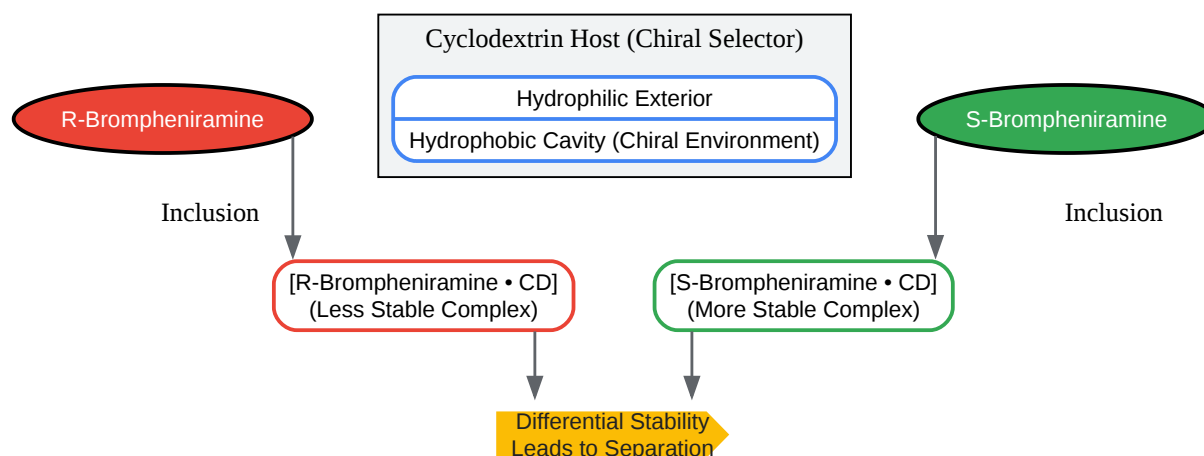 Cyclodextrin Host (Chiral Selector)
Hydrophilic Exterior
Hydrophobic Cavity (Chiral Environment)
R-Brompheniramine
S-Brompheniramine
Inclusion
Inclusion
[R-Brompheniramine • CD]
(Less Stable Complex)
[S-Brompheniramine • CD]
(More Stable Complex)
Differential Stability
Leads to Separation